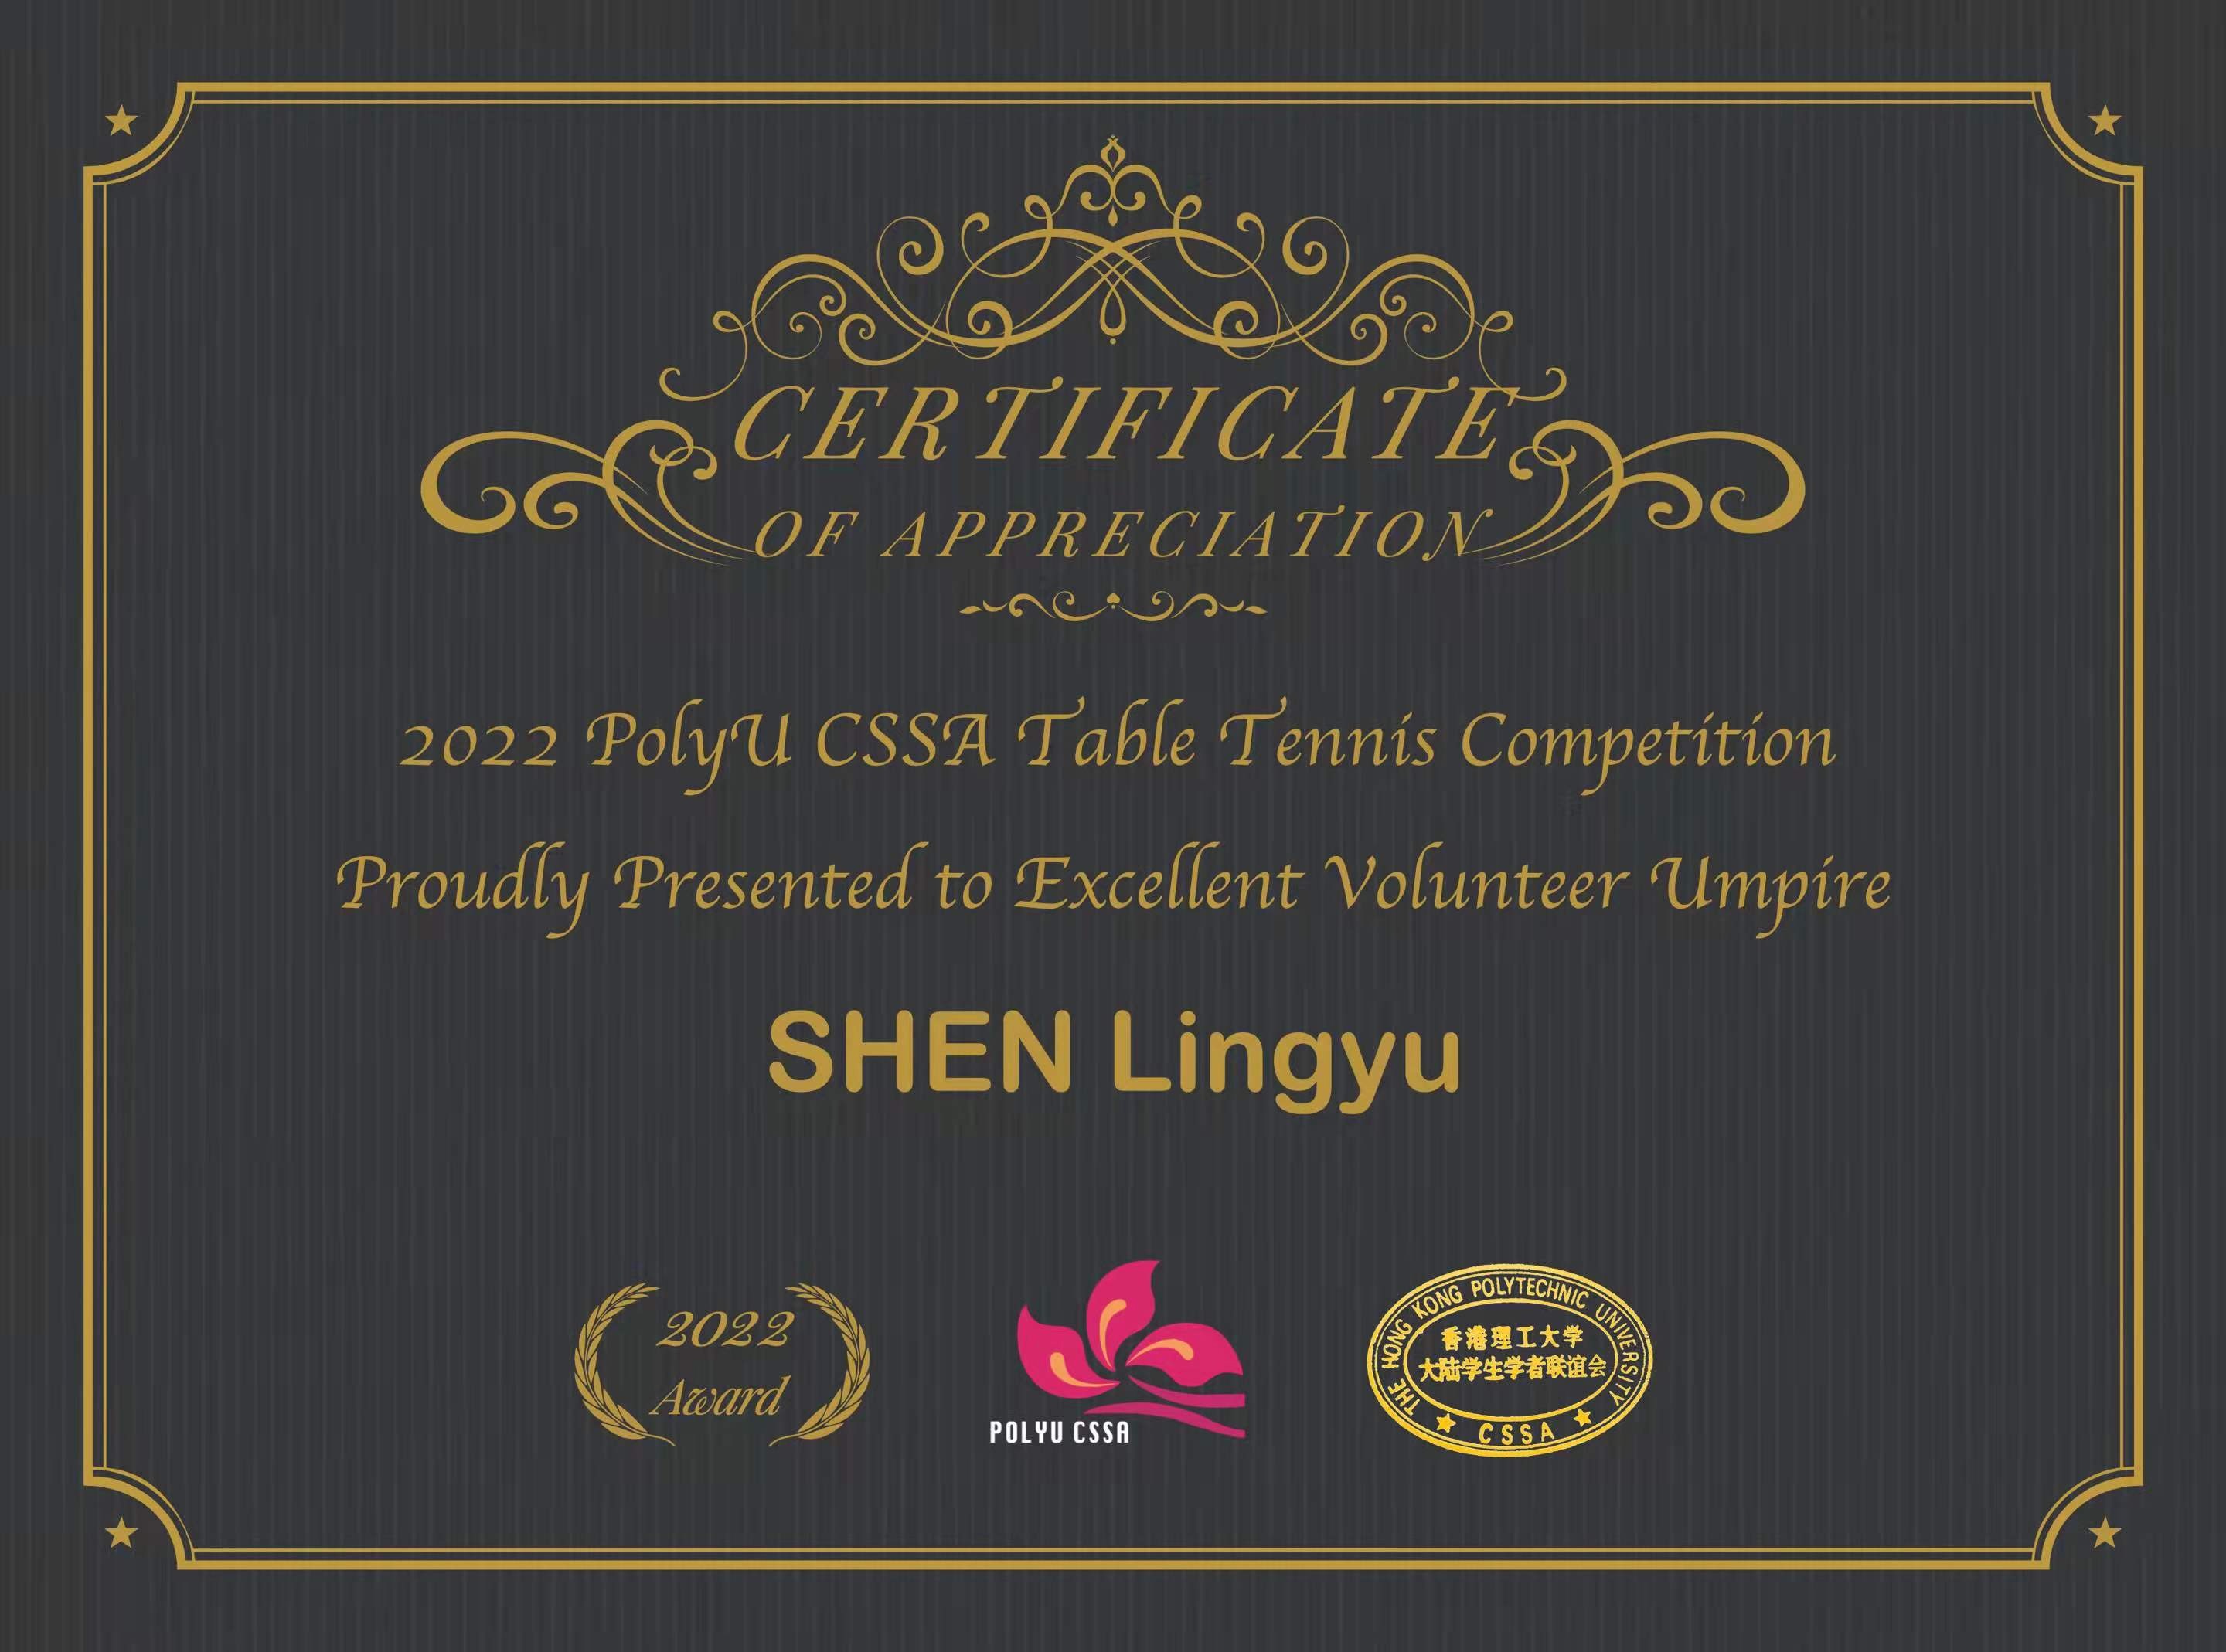 CERTIFICATE
OF APPRECIATION
2022 PolyU CSSA Table Tennis Competition
Proudly Presented to Excellent Volunteer Umpire
SHEN Lingyu
2022
Award
POLYU CSSA
THE HONG KONG POLYTECHNIC UNIVERSITY
香港理工大学
大陆学生学者联谊会
★ CSSA ★